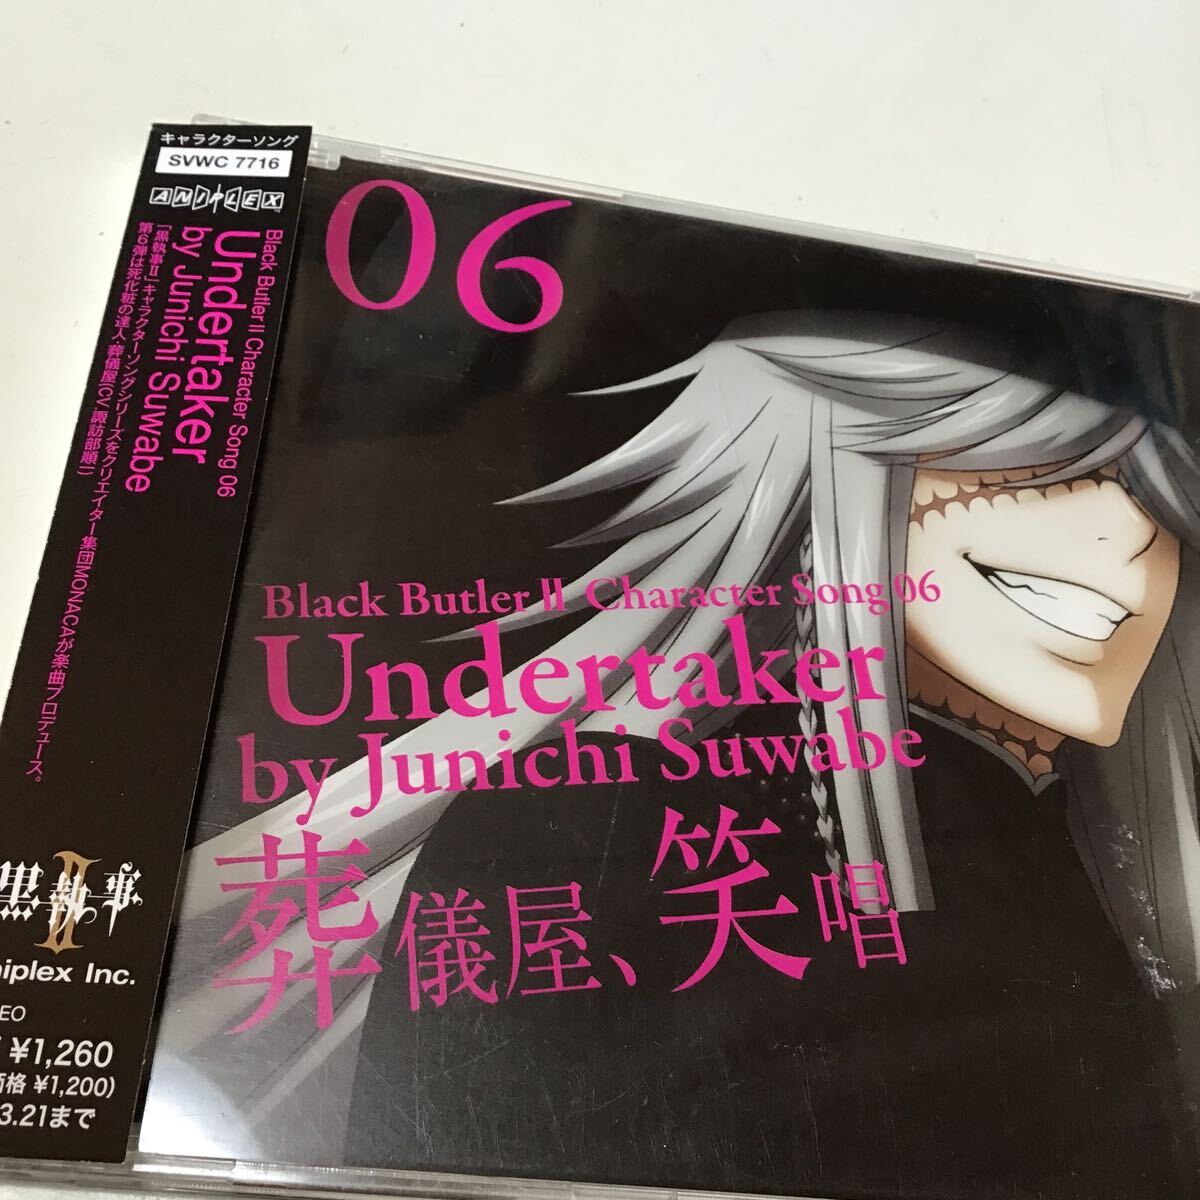 キャラクターソング
SVWC 7716
ANIPLEX
Black Butler II Character Song 06
Undertaker
by Junichi Suwabe
「黒執事II」キャラクターソングシリーズをクリエイター集団MONACAが楽曲プロデュース。
第6弾は死化粧の達人、葬儀屋(CV.諏訪部順一)
黒執事
II
niplex Inc.
EO
¥1,260
価格 ¥1,200)
3.21まで
06
Black Butler II Character Song 06
Undertaker
by Junichi Suwabe
葬儀屋、笑唱